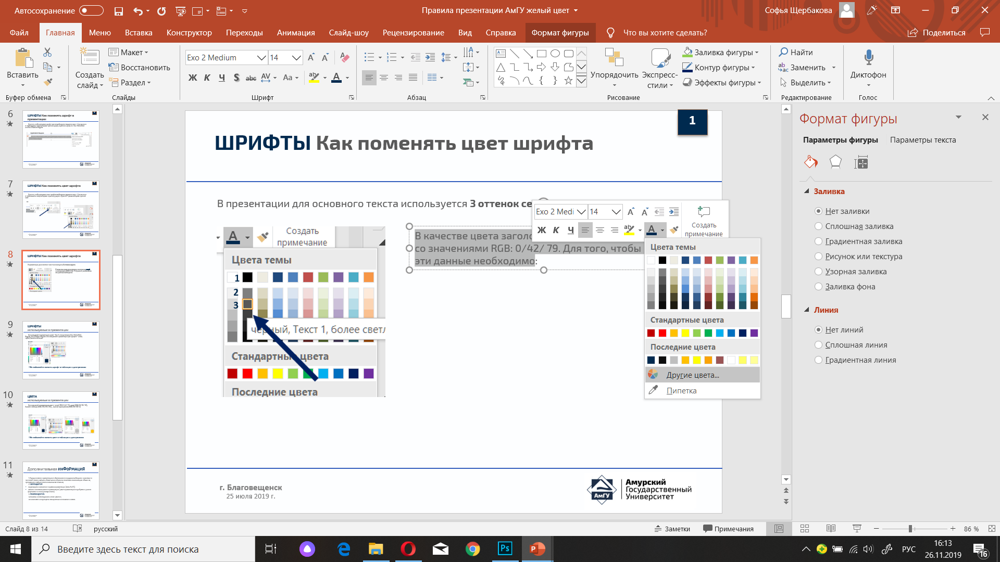 Автосохранение
Правила презентации АмГУ желый цвет
Софья Щербакова
Файл
Главная
Меню
Вставка
Конструктор
Переходы
Анимация
Слайд-шоу
Рецензирование
Вид
Справка
Формат фигуры
Что вы хотите сделать?
Поделиться
Вставить
Буфер обмена
Создать слайд
Макет
Восстановить
Раздел
Слайды
Exo 2 Medium
14
Ж К Ч S abc AV Aa
Шрифт
Абзац
Упорядочить
Экспресс-стили
Заливка фигуры
Контур фигуры
Эффекты фигуры
Рисование
Найти
Заменить
Выделить
Редактирование
Диктофон
Голос
6
ШРИФТЫ Как поменять шрифт в презентации
7
ШРИФТЫ Как поменять цвет шрифта
8
ШРИФТЫ Как поменять цвет шрифта
9
ШРИФТЫ
используемые в презентации
10
ЦВЕТА
используемые в презентации
11
Дополнительная инФоРМАциЯ
1
ШРИФТЫ Как поменять цвет шрифта
В презентации для основного текста используется 3 оттенок се
Создать примечание
Цвета темы
1
2
3
черный, Текст 1, более светл
Стандартные цвета
Последние цвета
В качестве цвета заголо
со значениями RGB: 0/42/ 79. Для того, чтобы
эти данные необходимо:
Exo 2 Medi
14
Ж К Ч
Создать примечание
Цвета темы
Стандартные цвета
Последние цвета
Другие цвета...
Пипетка
г. Благовещенск
25 июля 2019 г.
АмГУ
Амурский
Государственный
Университет
Формат фигуры
Параметры фигуры
Параметры текста
Заливка
Нет заливки
Сплошная заливка
Градиентная заливка
Рисунок или текстура
Узорная заливка
Заливка фона
Линия
Нет линий
Сплошная линия
Градиентная линия
Слайд 8 из 14
русский
Заметки
Примечания
86 %
Введите здесь текст для поиска
Ps
РУС
16:13
26.11.2019
16